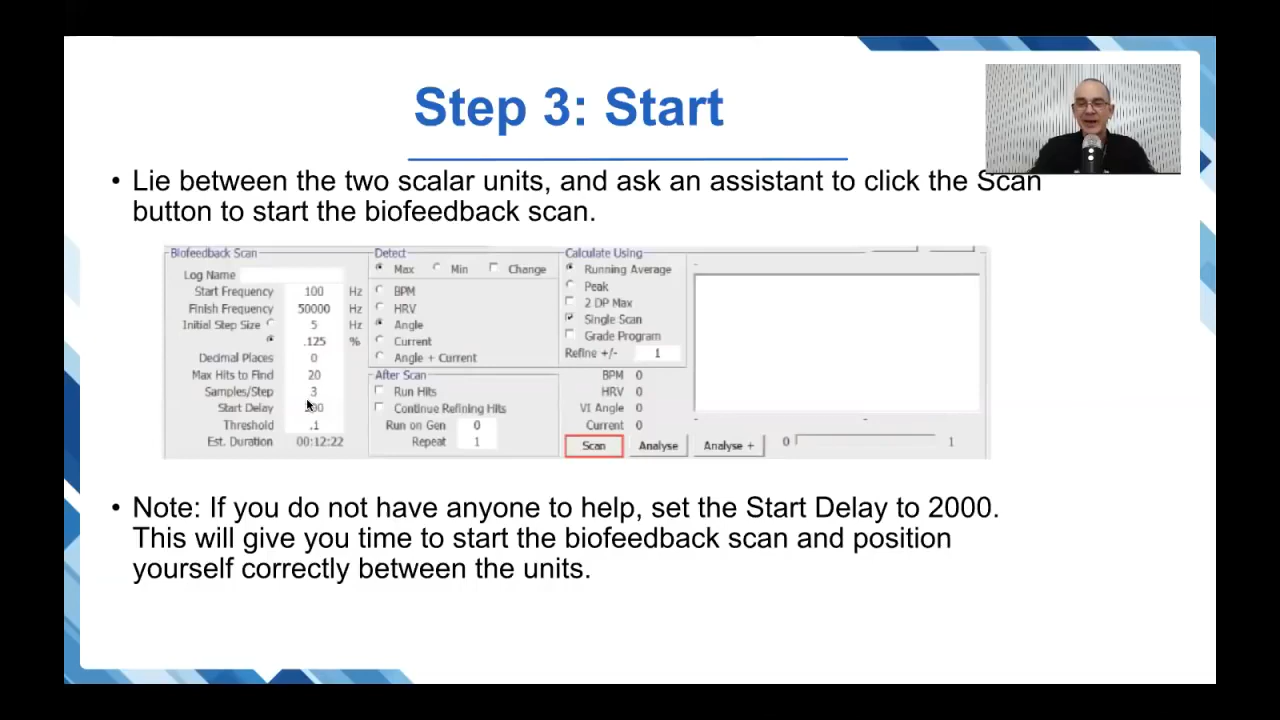 Step 3: Start
• Lie between the two scalar units, and ask an assistant to click the Scan
button to start the biofeedback scan.
Biofeedback Scan
Log Name
Start Frequency 100 Hz
Finish Frequency 50000 Hz
Initial Step Size 5 Hz
.125 %
Decimal Places 0
Max Hits to Find 20
Samples/Step 3
Start Delay
Threshold .1
Est. Duration 00:12:22
Detect
Max Min Change
BPM
HRV
Angle
Current
Angle + Current
After Scan
Run Hits
Continue Refining Hits
Run on Gen 0
Repeat 1
Calculate Using
Running Average
Peak
2 DP Max
Single Scan
Grade Program
Refine +/- 1
BPM 0
HRV 0
VI Angle 0
Current 0
Scan Analyse Analyse + 0 1
• Note: If you do not have anyone to help, set the Start Delay to 2000.
This will give you time to start the biofeedback scan and position
yourself correctly between the units.